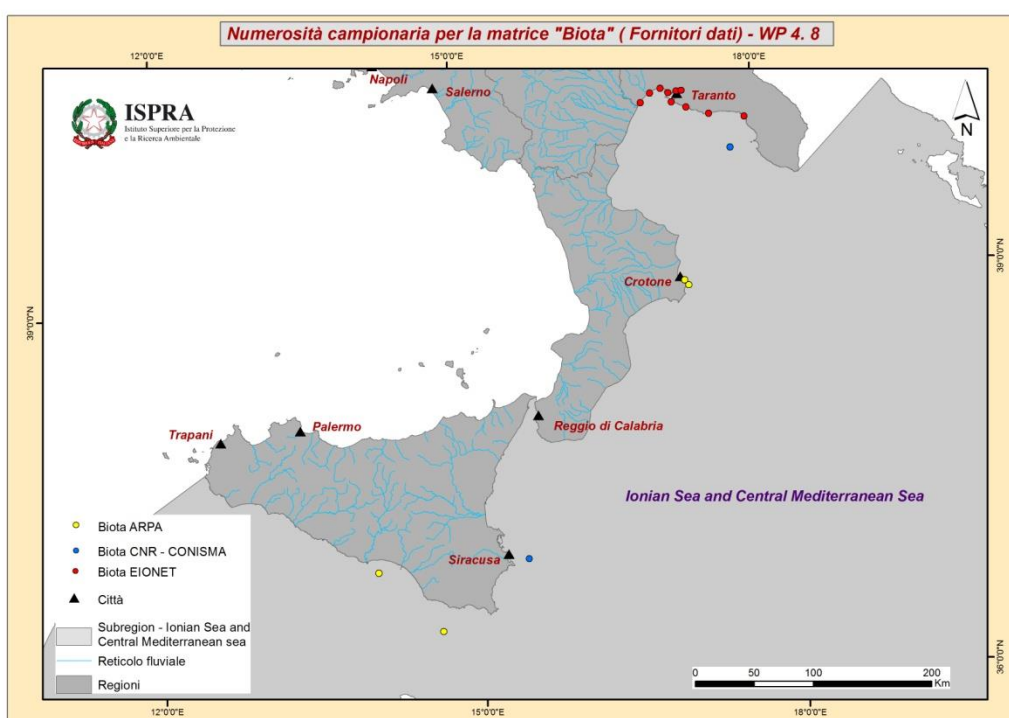 Numerosità campionaria per la matrice "Biota" ( Fornitori dati) - WP 4. 8
12°0'0"E
15°0'0"E
18°0'0"E
Napoli
Salerno
Taranto
ISPRA
Istituto Superiore per la Protezione
e la Ricerca Ambientale
N
39°0'0"N
39°0'0"N
Crotone
Trapani
Palermo
Reggio di Calabria
Ionian Sea and Central Mediterranean Sea
Siracusa
Biota ARPA
Biota CNR - CONISMA
Biota EIONET
Città
Subregion - Ionian Sea and
Central Mediterranean sea
Reticolo fluviale
Regioni
36°0'0"N
0 50 100 200
Km
12°0'0"E
15°0'0"E
18°0'0"E